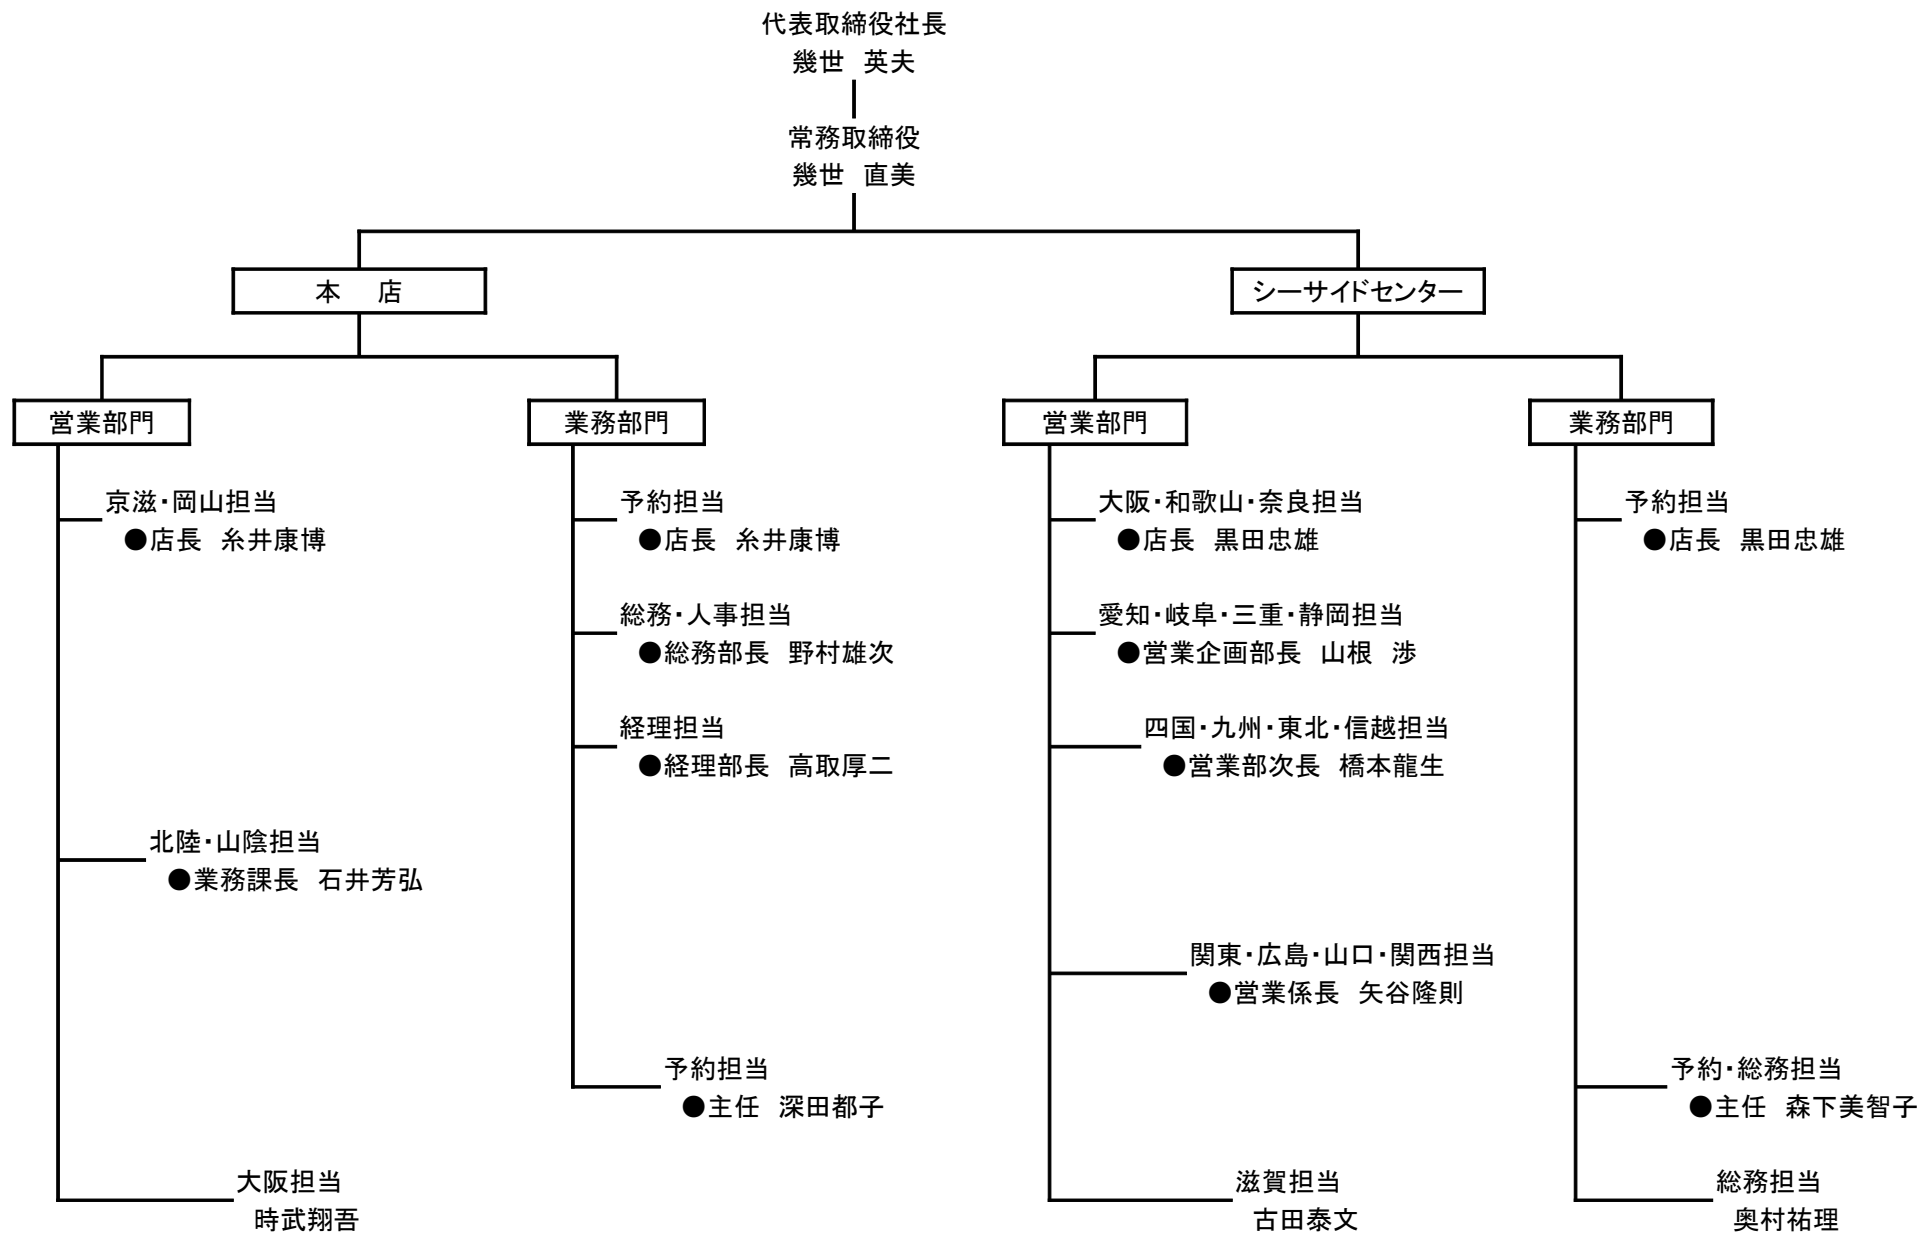 代表取締役社長
幾世　英夫
常務取締役
幾世　直美
本　店
シーサイドセンター
営業部門
業務部門
営業部門
業務部門
京滋・岡山担当
●店長　糸井康博
北陸・山陰担当
●業務課長　石井芳弘
大阪担当
時武翔吾
予約担当
●店長　糸井康博
総務・人事担当
●総務部長　野村雄次
経理担当
●経理部長　高取厚二
予約担当
●主任　深田都子
大阪・和歌山・奈良担当
●店長　黒田忠雄
愛知・岐阜・三重・静岡担当
●営業企画部長　山根　渉
四国・九州・東北・信越担当
●営業部次長　橋本龍生
関東・広島・山口・関西担当
●営業係長　矢谷隆則
滋賀担当
古田泰文
予約担当
●店長　黒田忠雄
予約・総務担当
●主任　森下美智子
総務担当
奥村祐理